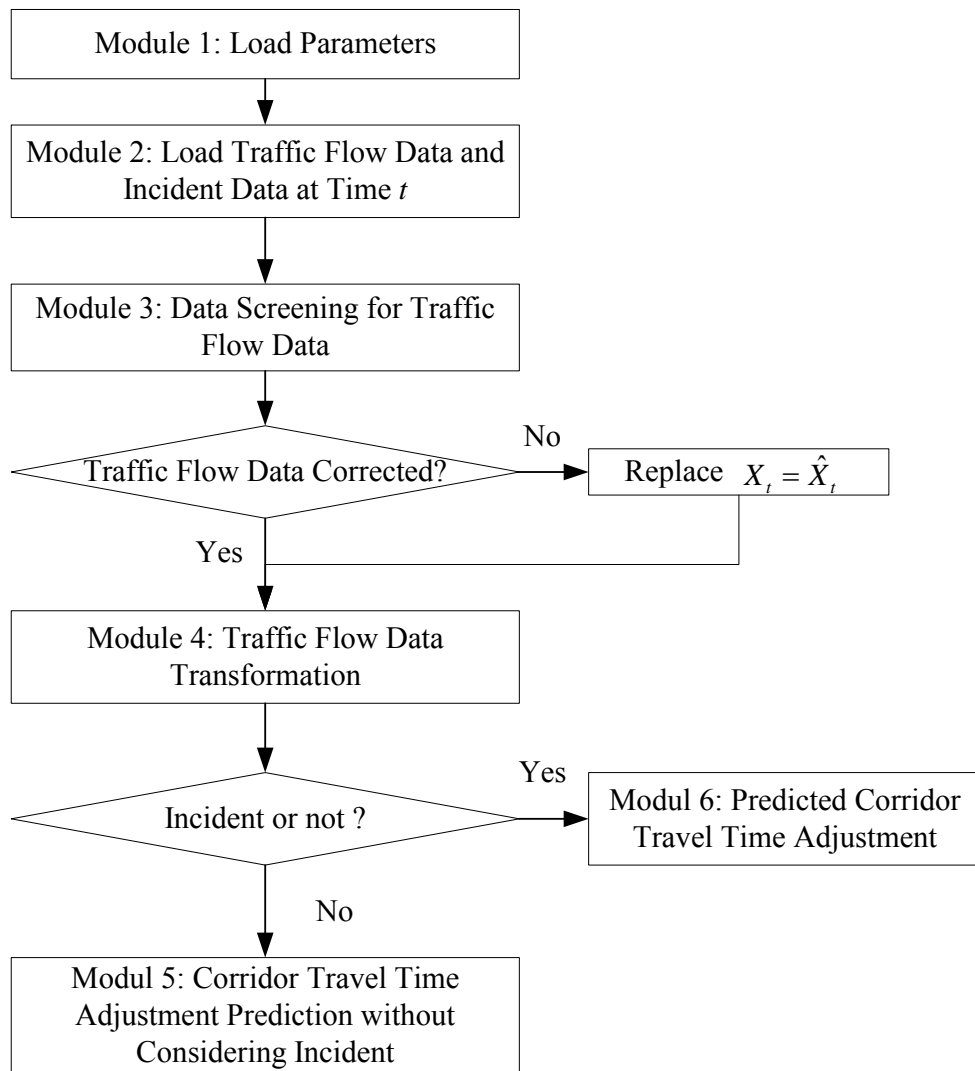 Module 1: Load Parameters
Module 2: Load Traffic Flow Data and
Incident Data at Time t
Module 3: Data Screening for Traffic
Flow Data
Traffic Flow Data Corrected?
No
Replace X_t = X̂_t
Yes
Module 4: Traffic Flow Data
Transformation
Incident or not ?
Yes
Modul 6: Predicted Corridor
Travel Time Adjustment
No
Modul 5: Corridor Travel Time
Adjustment Prediction without
Considering Incident